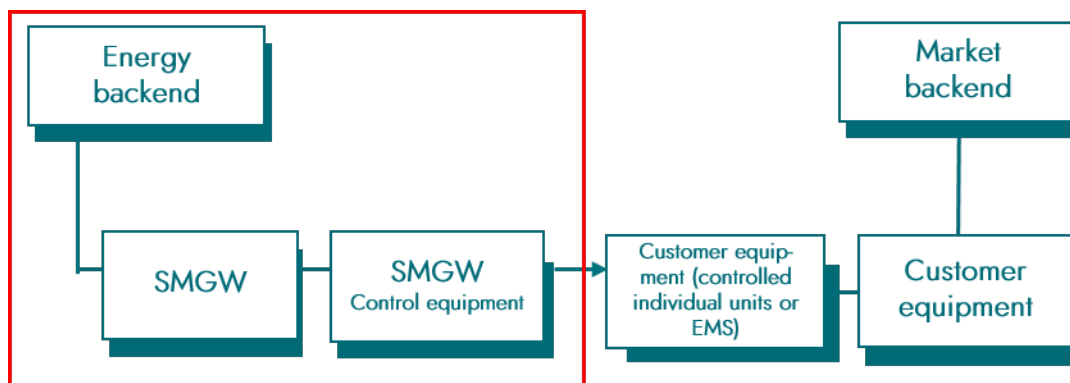 Energy
backend
Market
backend
SMGW
SMGW
Control equipment
Customer equip-
ment (controlled
individual units or
EMS)
Customer
equipment